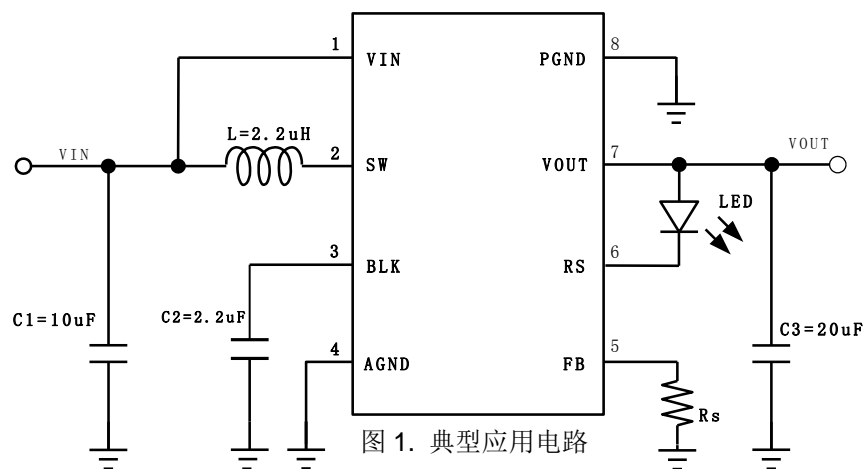 1
VIN
PGND
8
L=2.2uH
VIN
2
SW
VOUT
7
VOUT
LED
3
BLK
RS
6
C1=10uF
C2=2.2uF
C3=20uF
4
AGND
FB
5
Rs
图 1. 典型应用电路